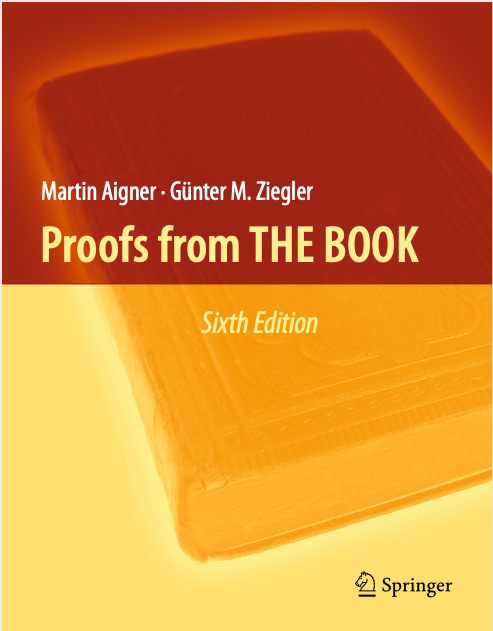 Martin Aigner · Günter M. Ziegler
Proofs from THE BOOK
Sixth Edition
Springer